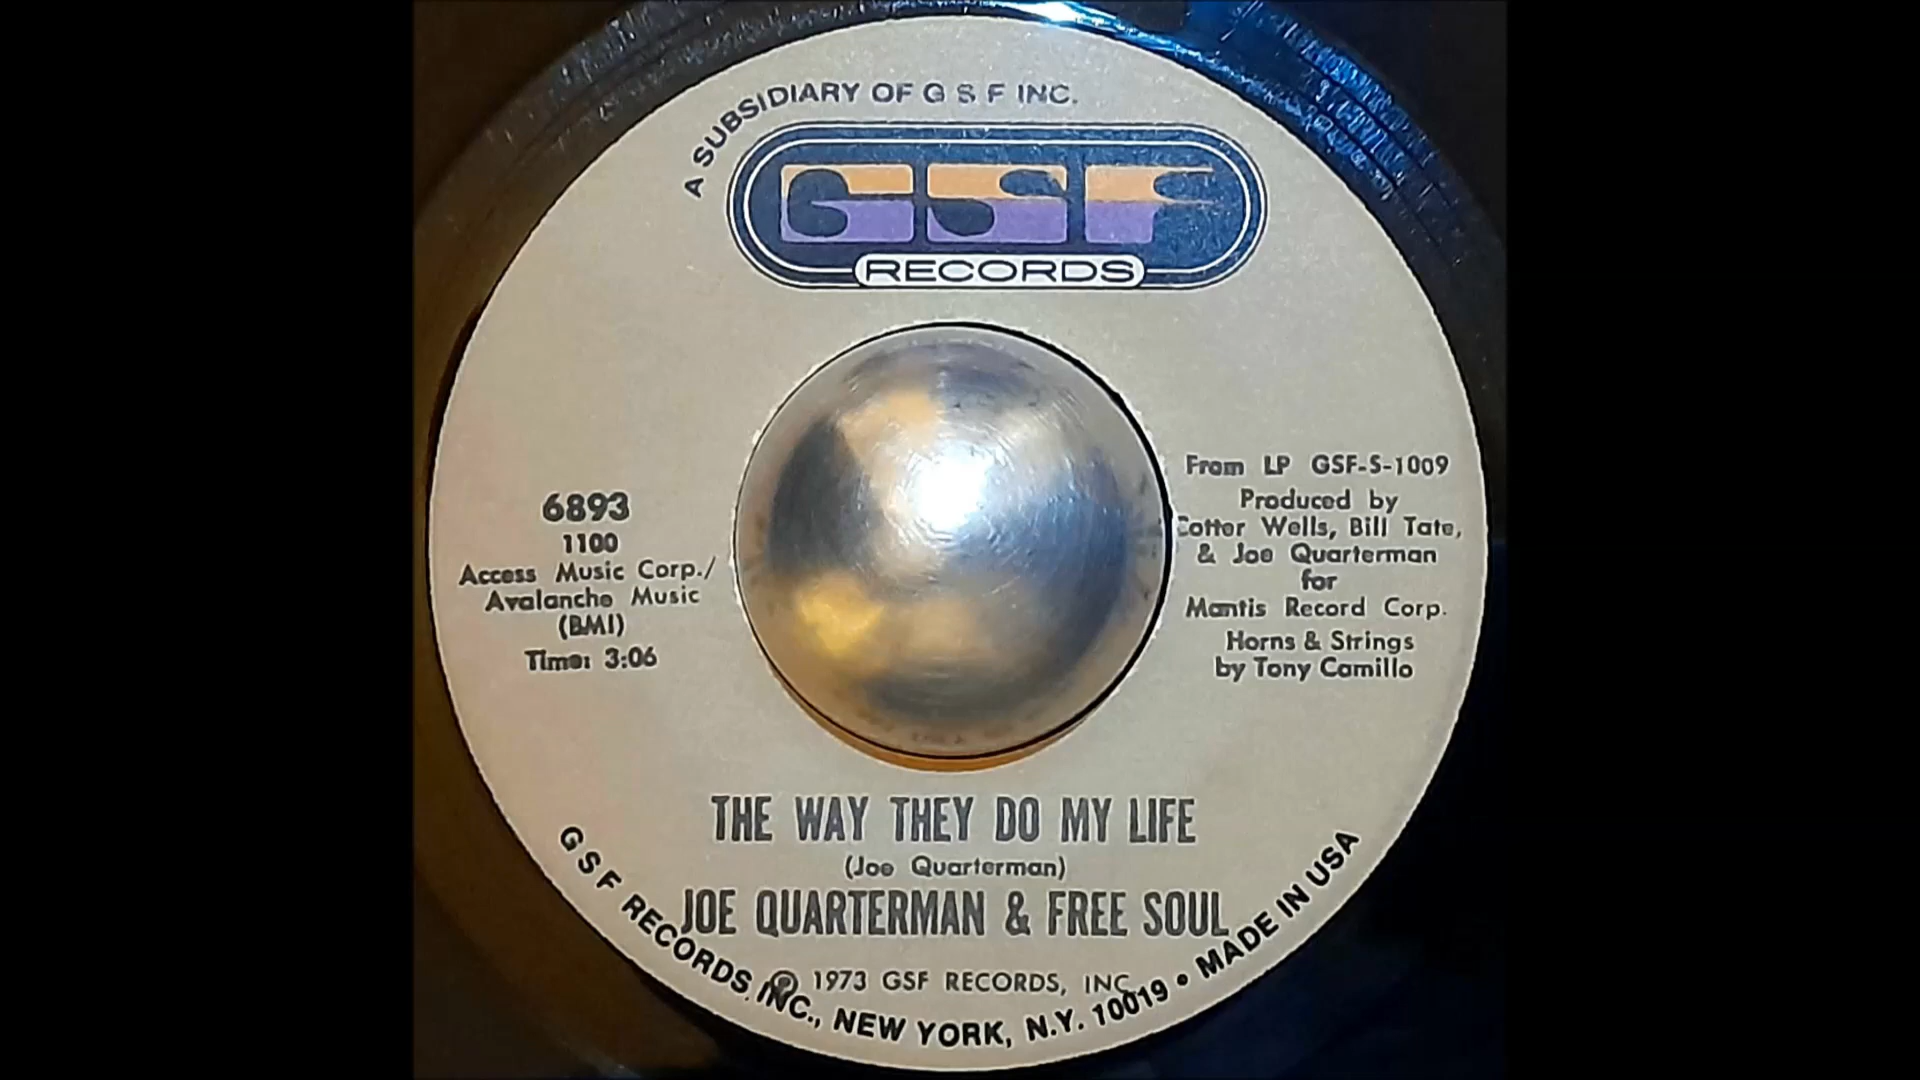 A SUBSIDIARY OF G S F INC.
GSF
RECORDS
6893
1100
Access Music Corp./
Avalanche Music
(BMI)
Time: 3:06
From LP GSF-S-1009
Produced by
Cotter Wells, Bill Tate,
& Joe Quarterman
for
Mantis Record Corp.
Horns & Strings
by Tony Camillo
THE WAY THEY DO MY LIFE
(Joe Quarterman)
JOE QUARTERMAN & FREE SOUL
℗ 1973 GSF RECORDS, INC.
G S F RECORDS, INC., NEW YORK, N.Y. 10019 • MADE IN USA